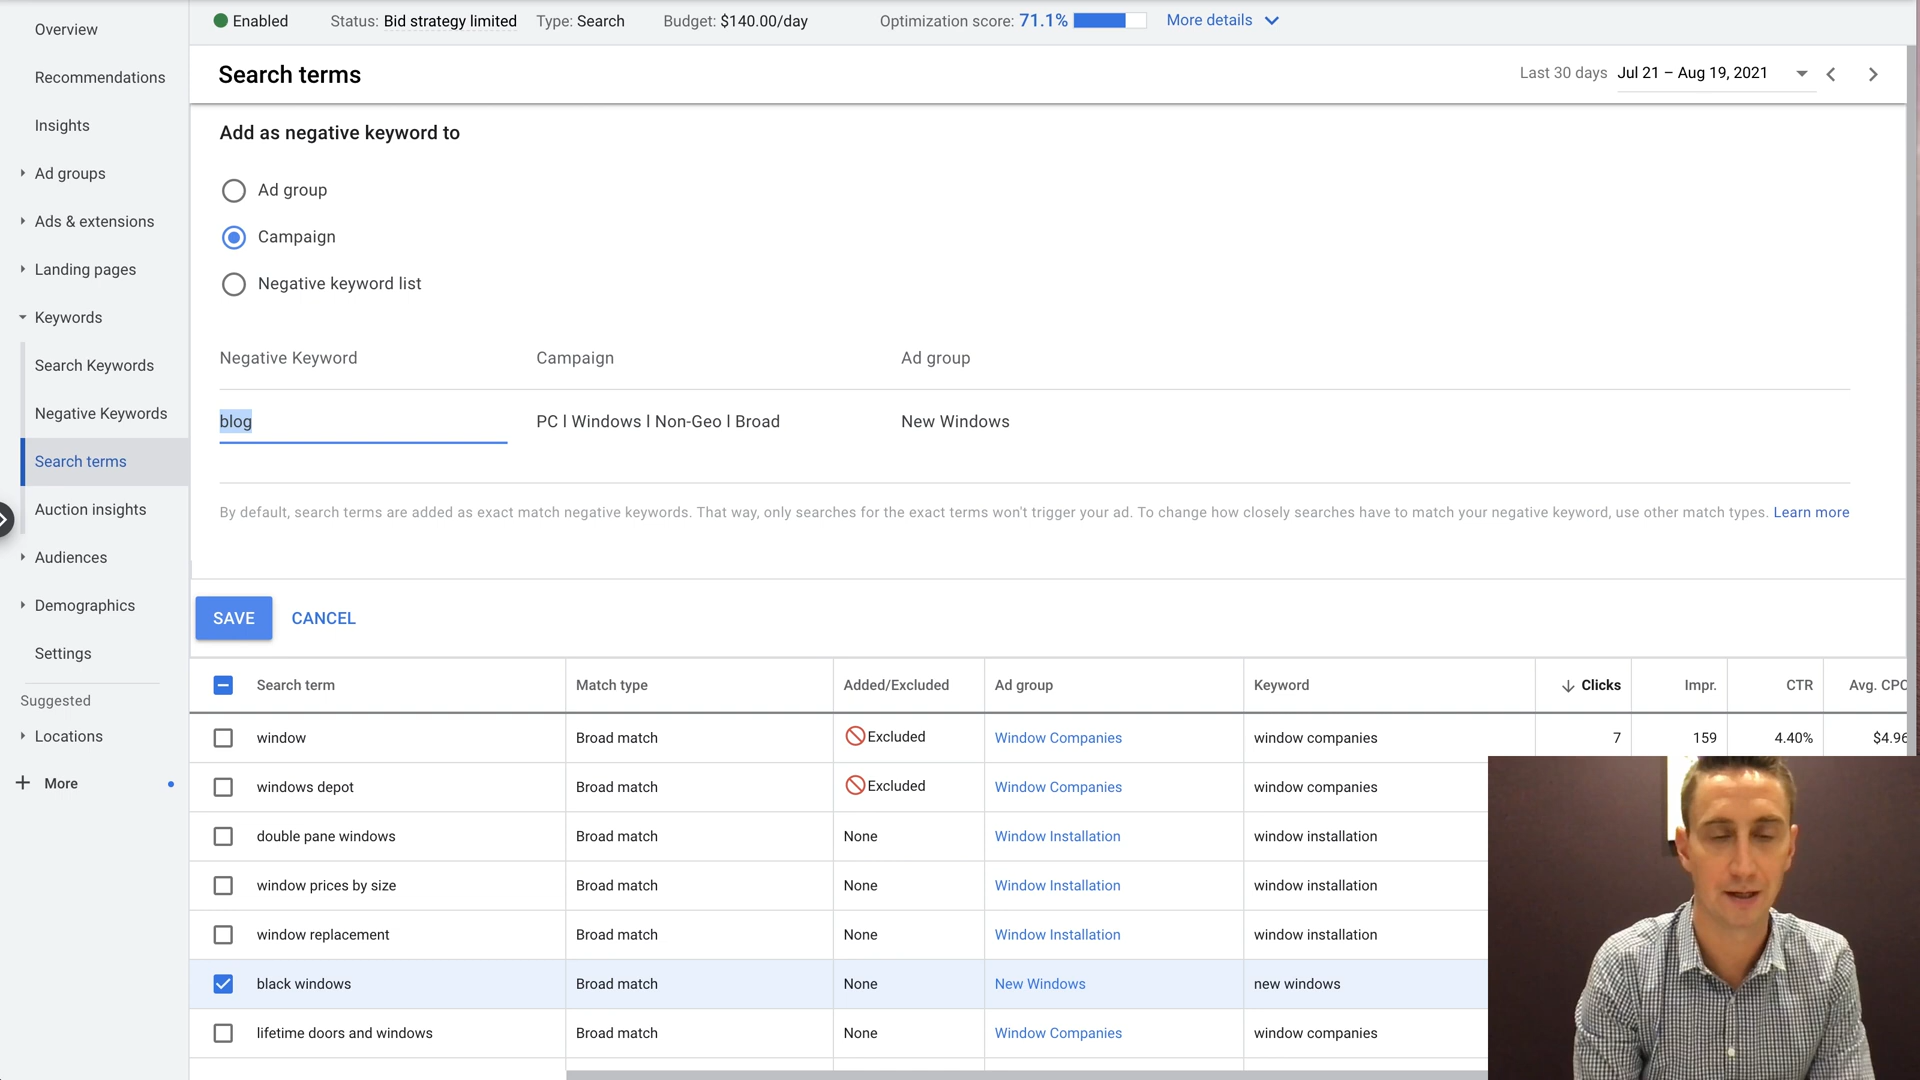 Overview
Recommendations
Insights
Ad groups
Ads & extensions
Landing pages
Keywords
Search Keywords
Negative Keywords
Search terms
Auction insights
Audiences
Demographics
Settings
Suggested
Locations
More
Enabled Status: Bid strategy limited Type: Search Budget: $140.00/day Optimization score: 71.1% More details
Search terms
Last 30 days Jul 21 – Aug 19, 2021
Add as negative keyword to
Ad group
Campaign
Negative keyword list
Negative Keyword Campaign Ad group
blog PC l Windows l Non-Geo l Broad New Windows
By default, search terms are added as exact match negative keywords. That way, only searches for the exact terms won't trigger your ad. To change how closely searches have to match your negative keyword, use other match types. Learn more
SAVE CANCEL
Search term Match type Added/Excluded Ad group Keyword Clicks Impr. CTR Avg. CPC
window Broad match Excluded Window Companies window companies 7 159 4.40% $4.96
windows depot Broad match Excluded Window Companies window companies
double pane windows Broad match None Window Installation window installation
window prices by size Broad match None Window Installation window installation
window replacement Broad match None Window Installation window installation
black windows Broad match None New Windows new windows
lifetime doors and windows Broad match None Window Companies window companies